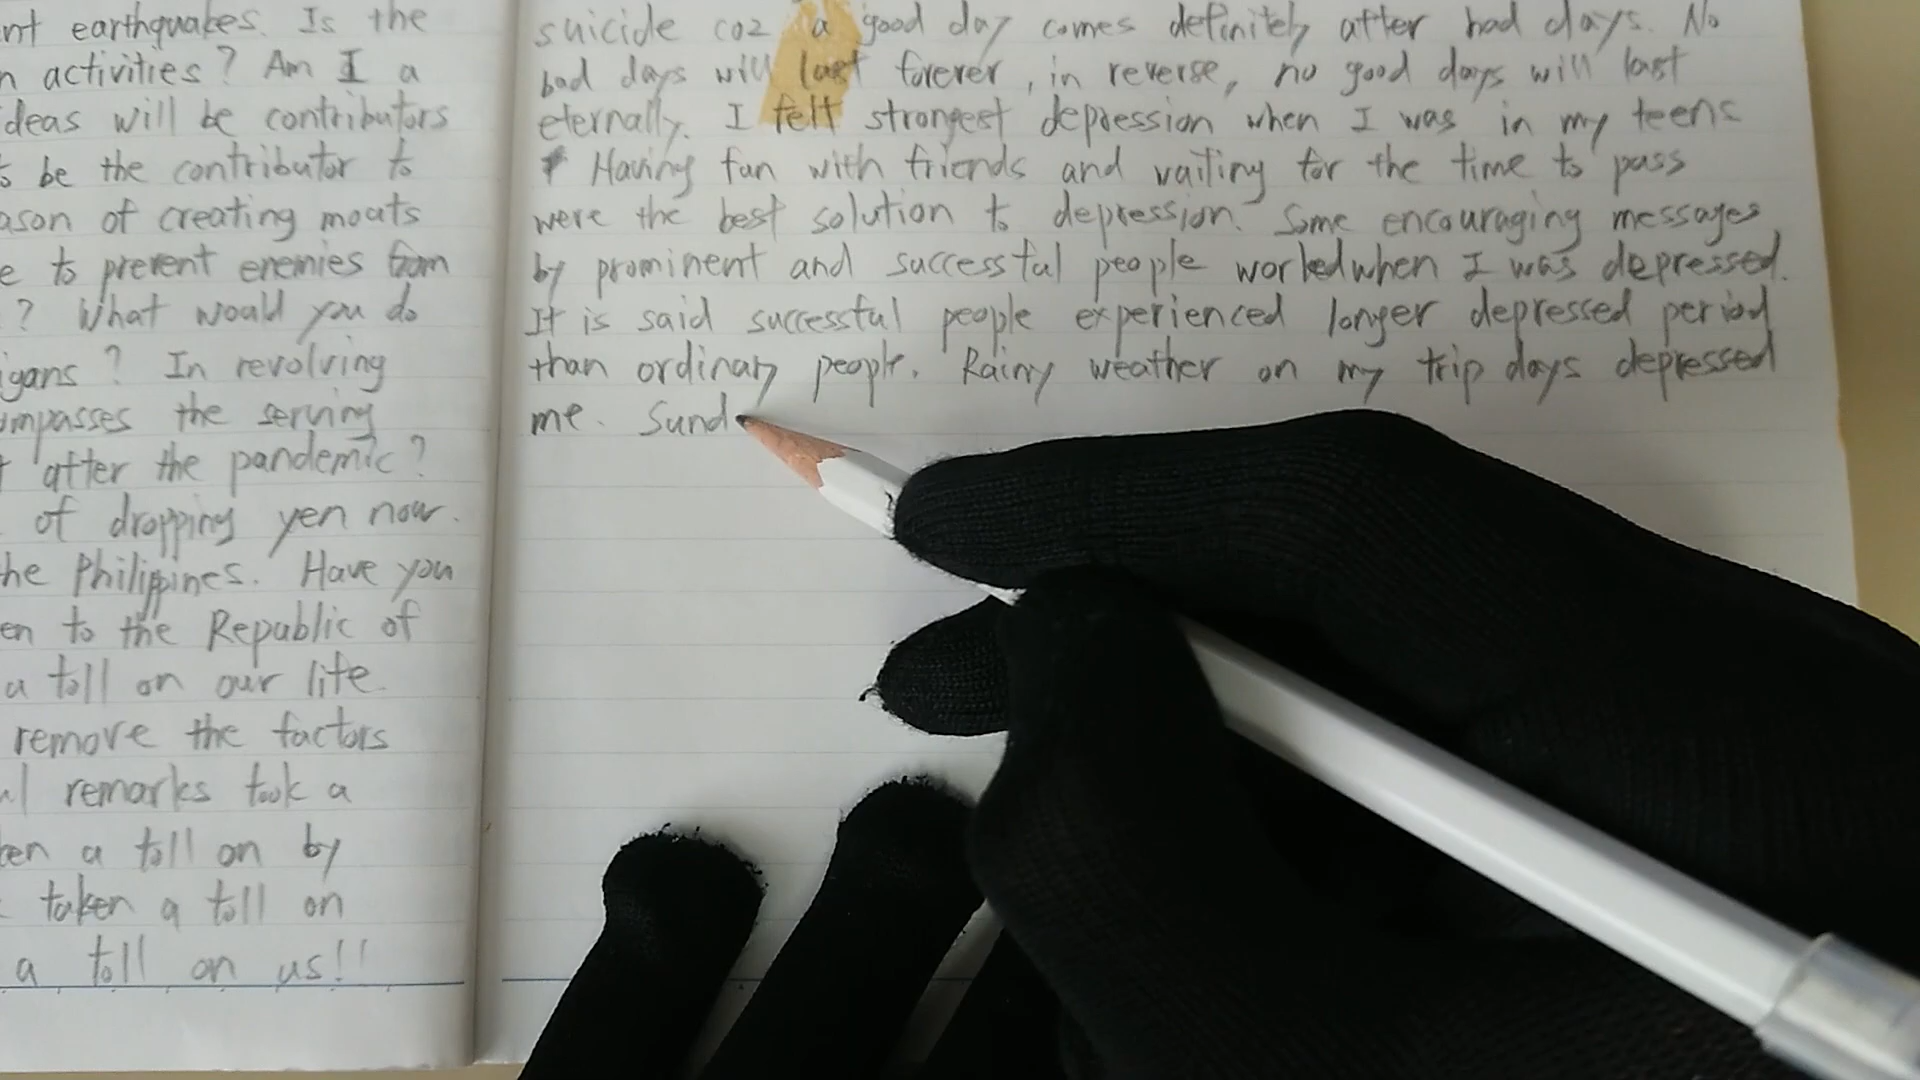 nt earthquakes. Is the
n activities? Am I a
deas will be contributors
to be the contributor to
ason of creating moats
e to prevent enemies from
? What would you do
igans? In revolving
ompasses the serving
t after the pandemic?
of dropping yen now.
he Philippines. Have you
en to the Republic of
a toll on our life.
remove the factors
l remarks took a
ken a toll on by
taken a toll on
a toll on us!!
suicide coz a good day comes definitely after bad days. No
bad days will last forever, in reverse, no good days will last
eternally. I felt strongest depression when I was in my teens
Having fun with friends and vaiting for the time to pass
were the best solution to depression. Some encouraging messages
by prominent and successful people worked when I was depressed.
It is said successful people experienced longer depressed period
than ordinary people. Rainy weather on my trip days depressed
me. Sund